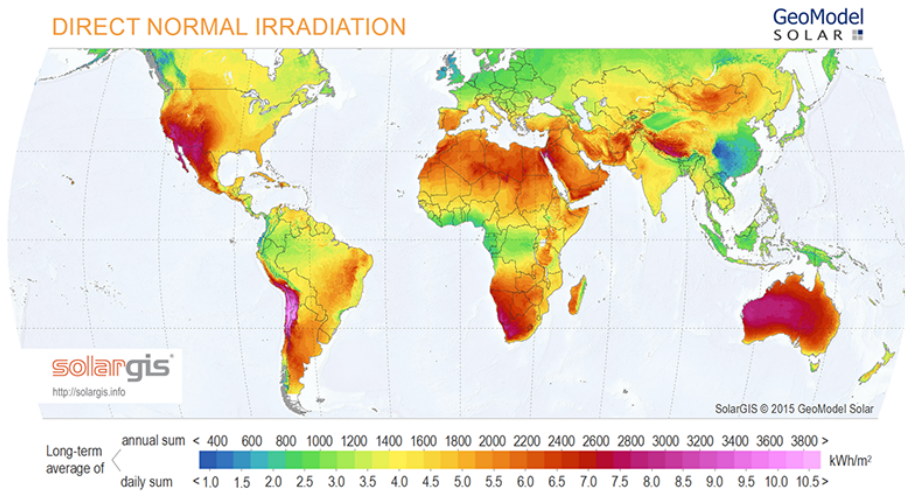 DIRECT NORMAL IRRADIATION
GeoModel
SOLAR
solargis
http://solargis.info
SolarGIS © 2015 GeoModel Solar
Long-term
average of
annual sum < 400 600 800 1000 1200 1400 1600 1800 2000 2200 2400 2600 2800 3000 3200 3400 3600 3800 >
kWh/m²
daily sum < 1.0 1.5 2.0 2.5 3.0 3.5 4.0 4.5 5.0 5.5 6.0 6.5 7.0 7.5 8.0 8.5 9.0 9.5 10.0 10.5 >